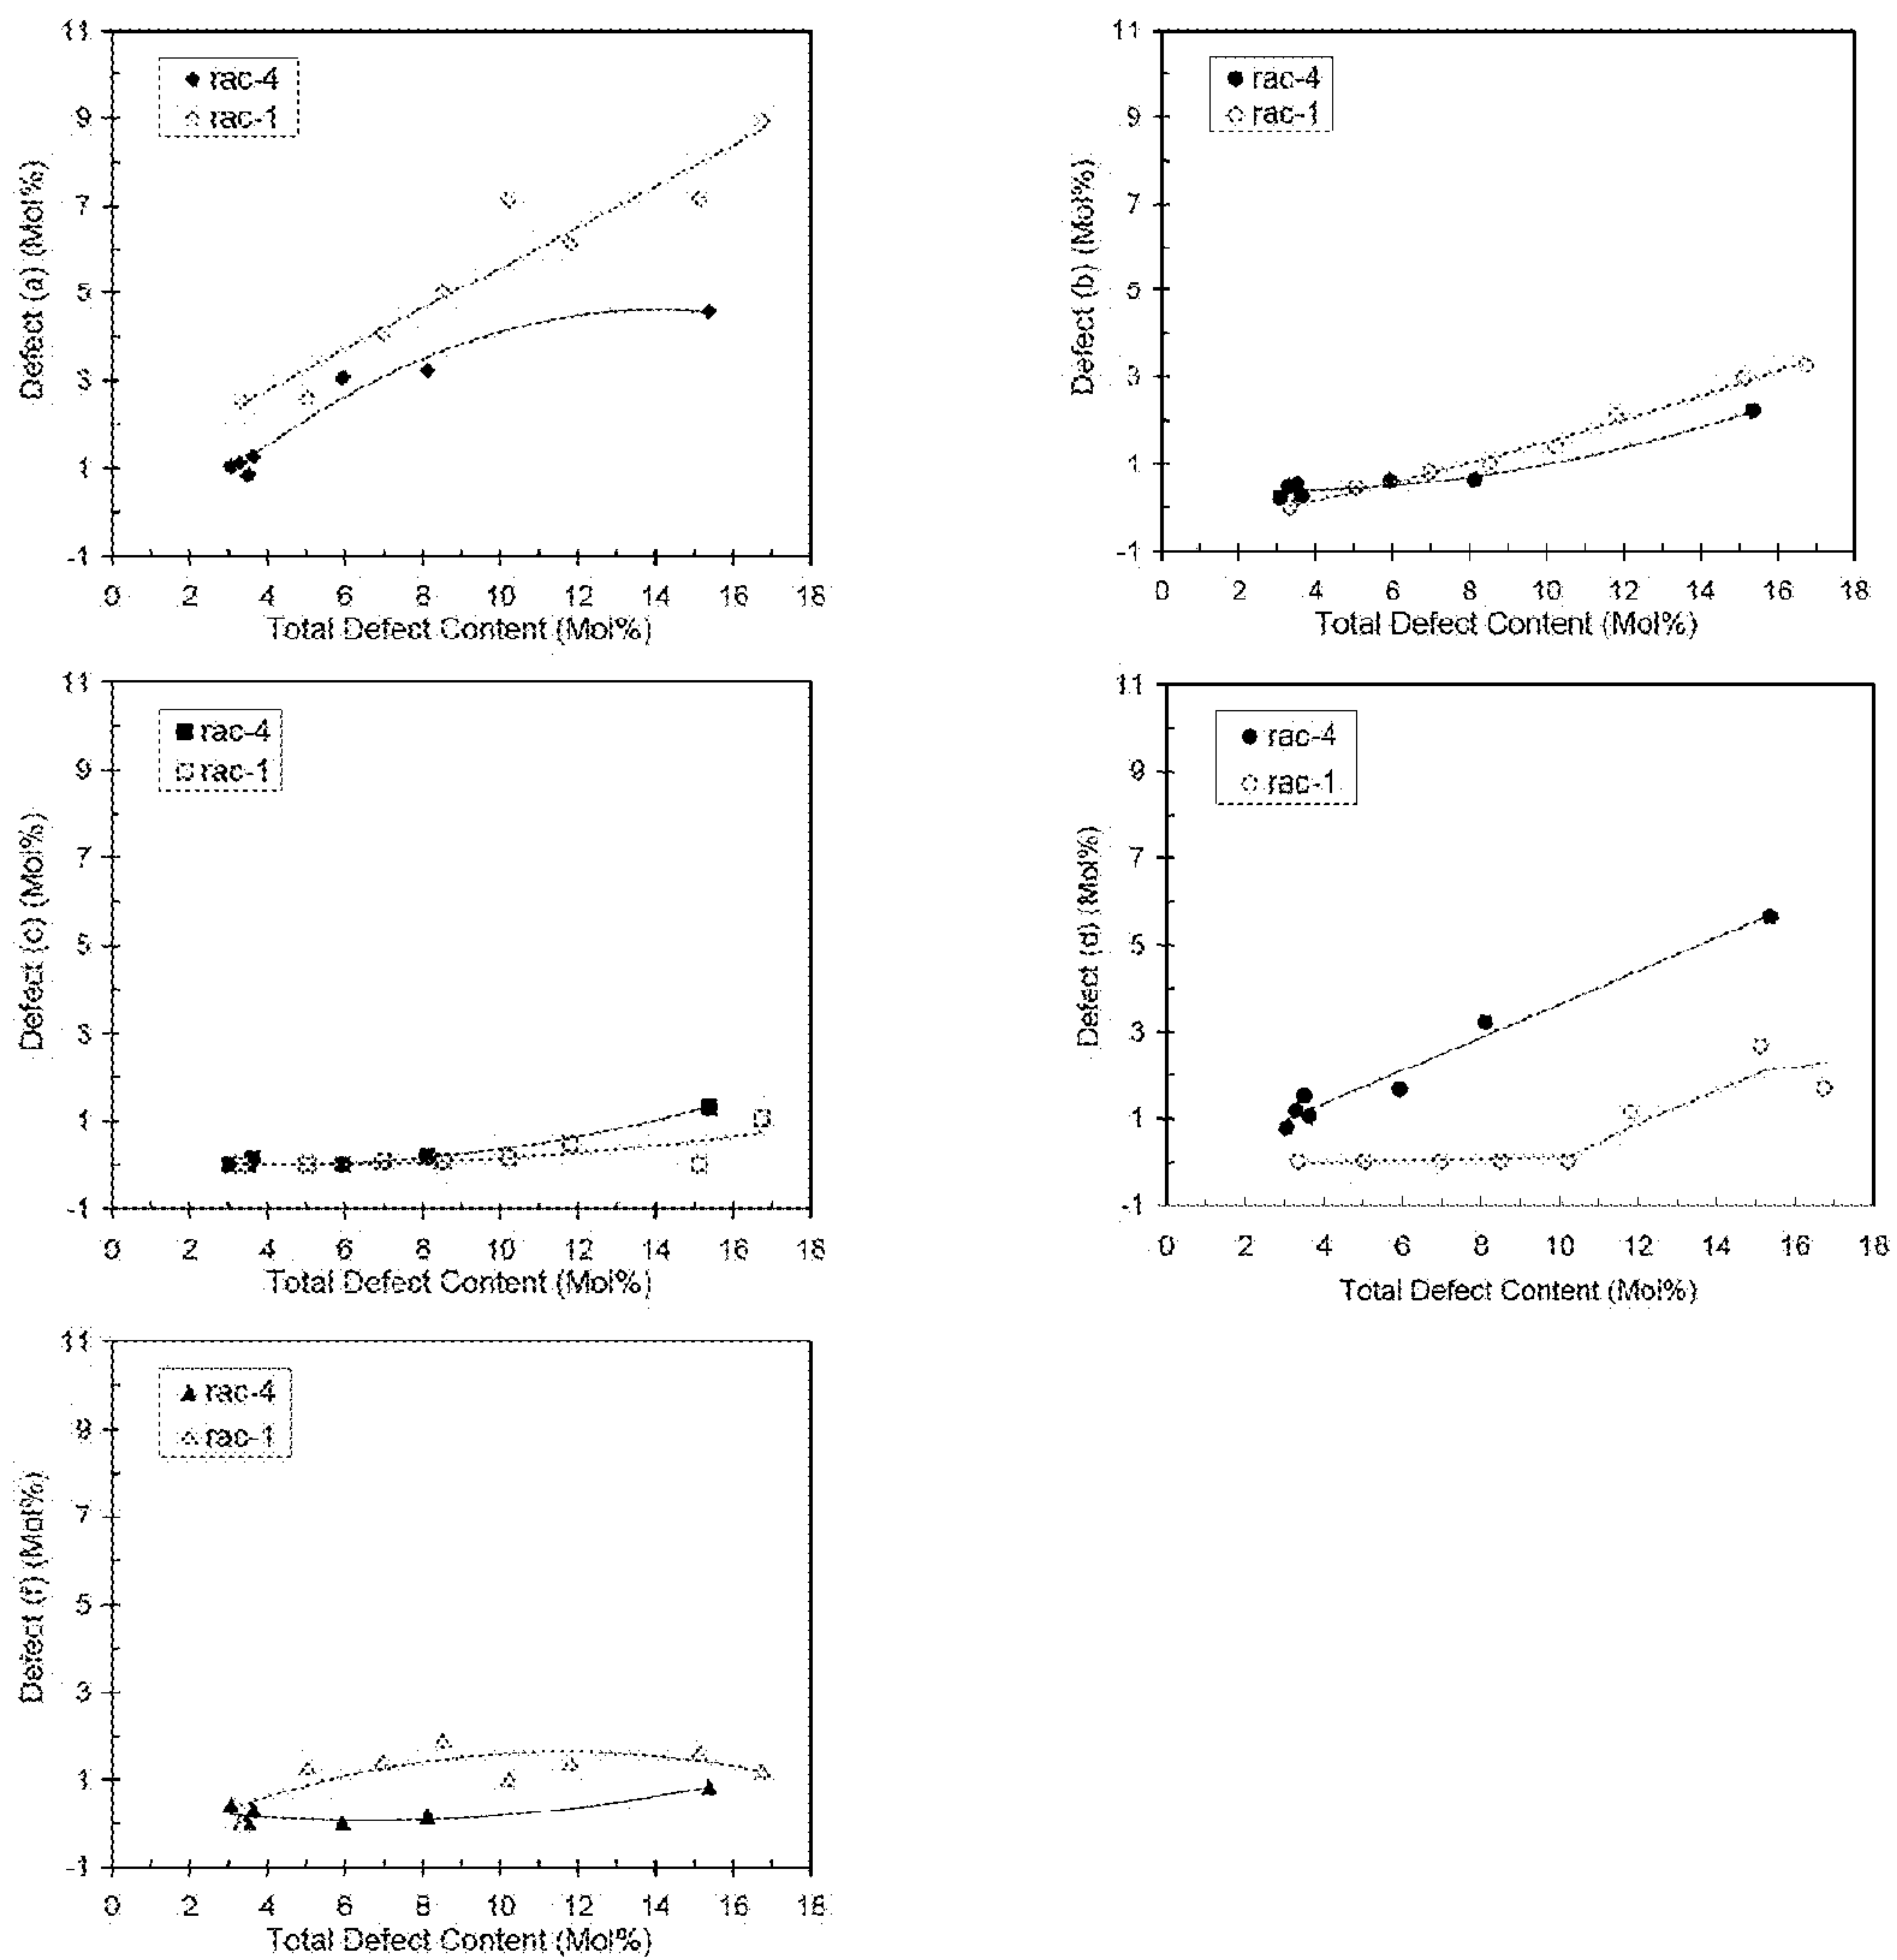 11
9
7
5
3
1
-1
Defect (a) (Mol%)
rac-4
rac-1
0 2 4 6 8 10 12 14 16 18
Total Defect Content (Mol%)
11
9
7
5
3
1
-1
Defect (b) (Mol%)
rac-4
rac-1
0 2 4 6 8 10 12 14 16 18
Total Defect Content (Mol%)
11
9
7
5
3
1
-1
Defect (c) (Mol%)
rac-4
rac-1
0 2 4 6 8 10 12 14 16 18
Total Defect Content (Mol%)
11
9
7
5
3
1
-1
Defect (d) (Mol%)
rac-4
rac-1
0 2 4 6 8 10 12 14 16 18
Total Defect Content (Mol%)
11
9
7
5
3
1
-1
Defect (f) (Mol%)
rac-4
rac-1
0 2 4 6 8 10 12 14 16 18
Total Defect Content (Mol%)